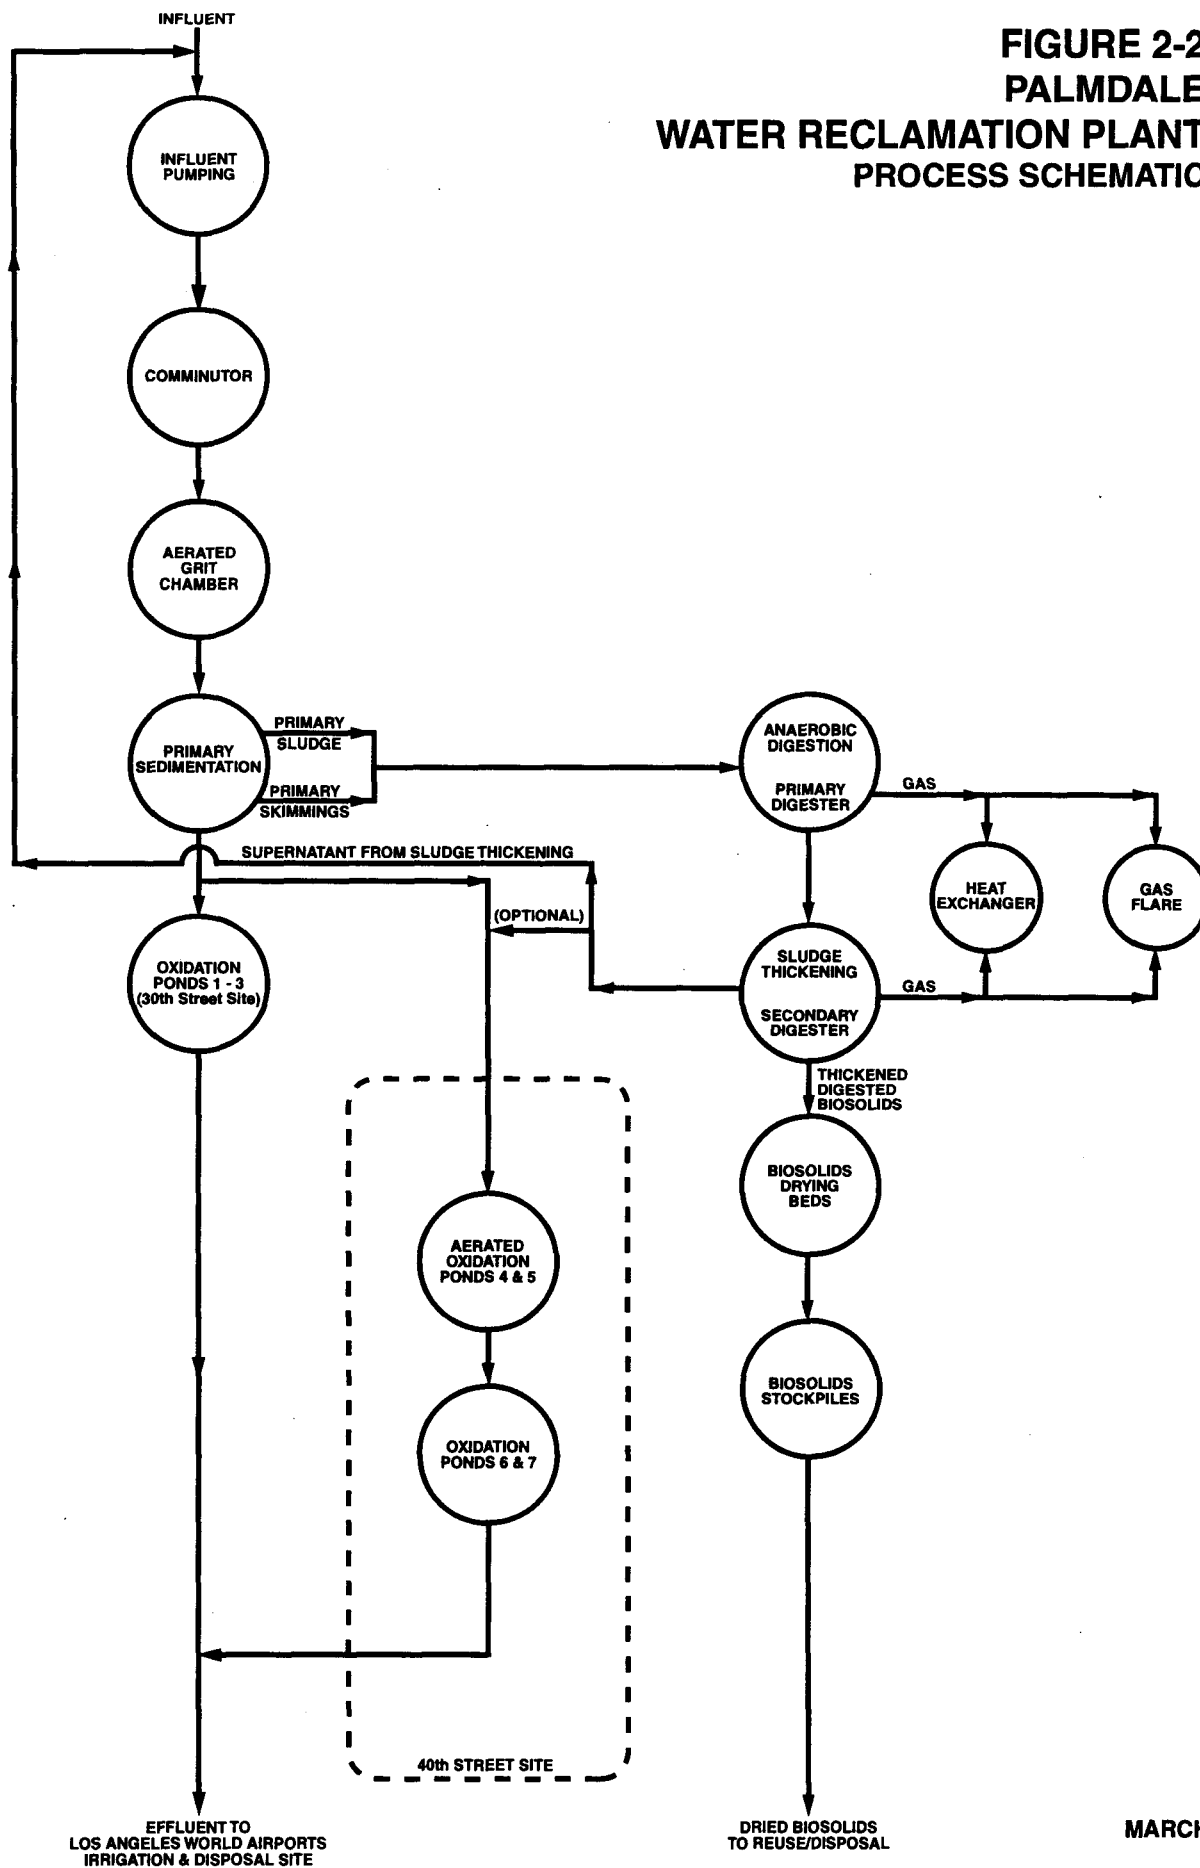 INFLUENT
FIGURE 2-2
PALMDALE
WATER RECLAMATION PLANT
PROCESS SCHEMATIC
INFLUENT
PUMPING
COMMINUTOR
AERATED
GRIT
CHAMBER
PRIMARY
SEDIMENTATION
PRIMARY
SLUDGE
PRIMARY
SKIMMINGS
ANAEROBIC
DIGESTION
PRIMARY
DIGESTER
GAS
HEAT
EXCHANGER
GAS
FLARE
SUPERNATANT FROM SLUDGE THICKENING
(OPTIONAL)
OXIDATION
PONDS 1 - 3
(30th Street Site)
SLUDGE
THICKENING
SECONDARY
DIGESTER
GAS
THICKENED
DIGESTED
BIOSOLIDS
BIOSOLIDS
DRYING
BEDS
AERATED
OXIDATION
PONDS 4 & 5
BIOSOLIDS
STOCKPILES
OXIDATION
PONDS 6 & 7
40th STREET SITE
EFFLUENT TO
LOS ANGELES WORLD AIRPORTS
IRRIGATION & DISPOSAL SITE
DRIED BIOSOLIDS
TO REUSE/DISPOSAL
MARCH